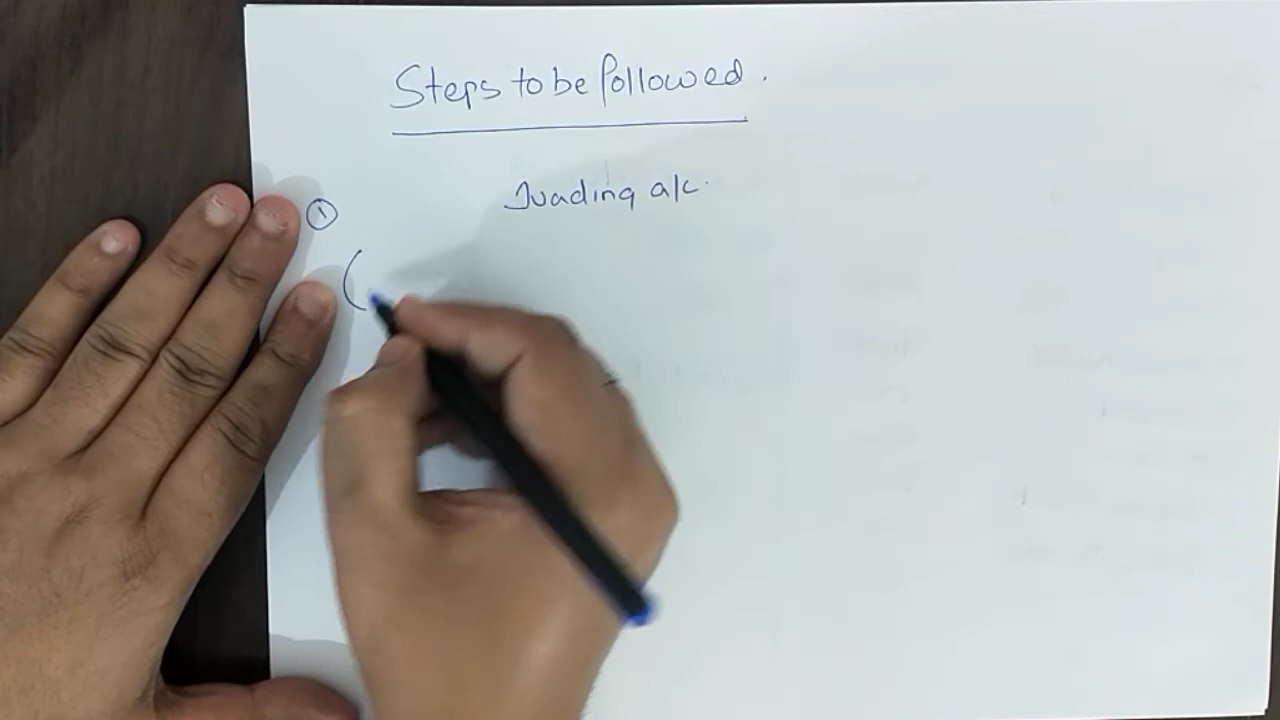 Steps to be followed.
Trading a/c.
①
(